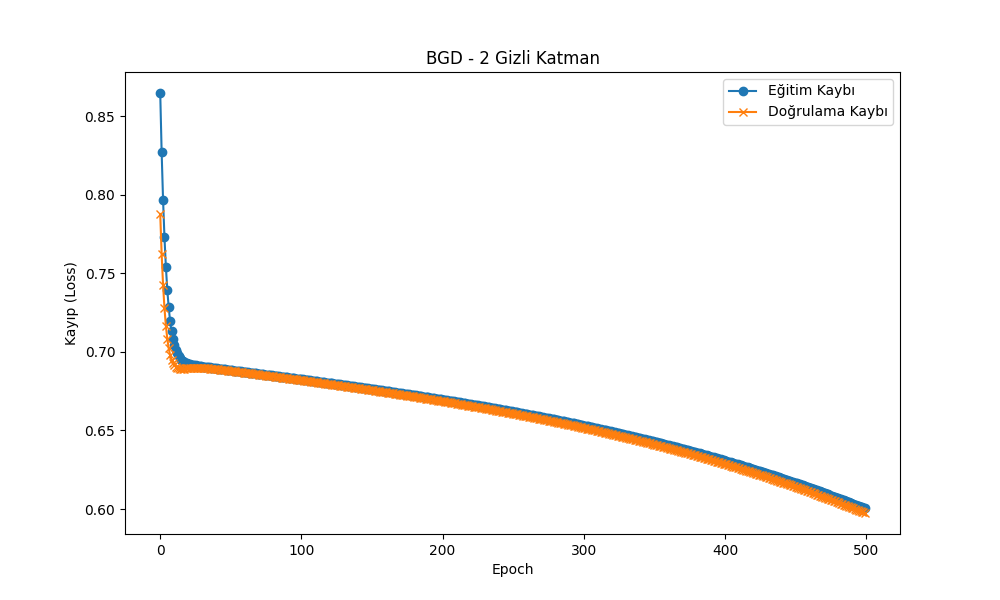 BGD - 2 Gizli Katman
Eğitim Kaybı
Doğrulama Kaybı
Kayıp (Loss)
0.85
0.80
0.75
0.70
0.65
0.60
0
100
200
300
400
500
Epoch